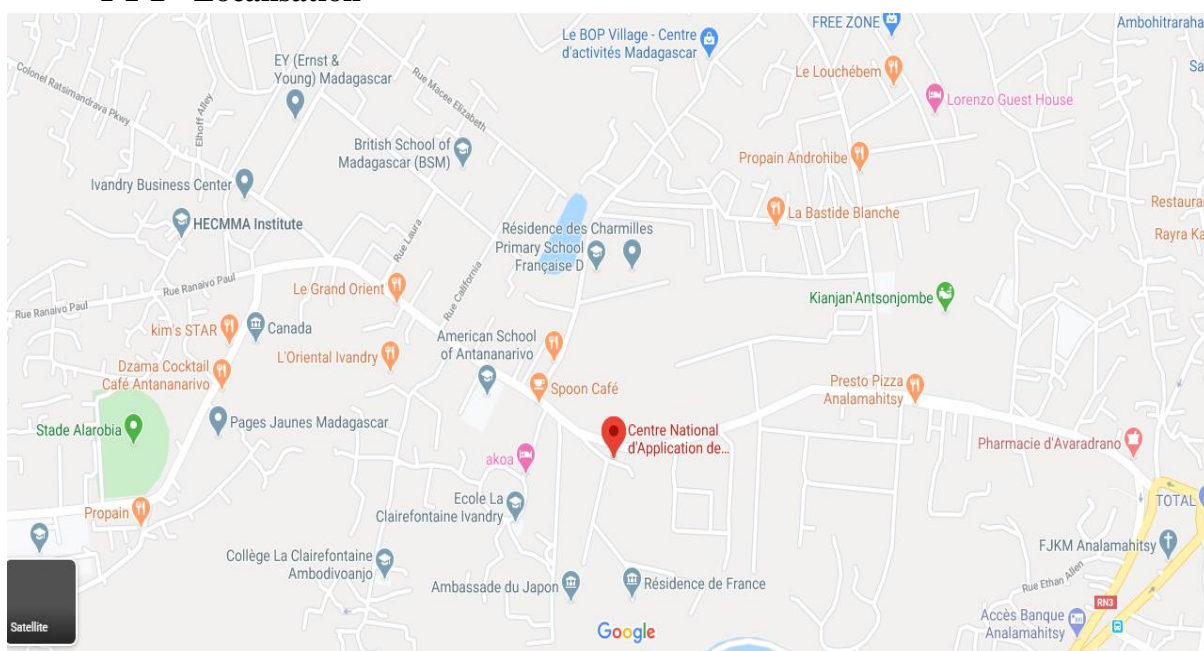 Localisation
FREE ZONE
Ambohitraraha
Le BOP Village - Centre
d'activités Madagascar
EY (Ernst &
Young) Madagascar
Le Louchébem
Sa
Colonel Ratsimandrava Pkwy
Rue Macee Elizabeth
Lorenzo Guest House
Elhoff Alley
British School of
Madagascar (BSM)
Propain Androhibe
Ivandry Business Center
Restaura
La Bastide Blanche
HECMMA Institute
Résidence des Charmilles
Primary School
Française D
Rayra Ka
Rue Laura
Rue California
Rue Ranaivo Paul
Le Grand Orient
Kianjan'Antsonjombe
Rue Ranaivo Paul
kim's STAR
Canada
American School
of Antananarivo
L'Oriental Ivandry
Dzama Cocktail
Café Antananarivo
Spoon Café
Presto Pizza
Analamahitsy
Stade Alarobia
Pages Jaunes Madagascar
Centre National
d'Application de...
Pharmacie d'Avaradrano
akoa
Ecole La
Clairefontaine Ivandry
TOTAL
Propain
FJKM Analamahitsy
Collège La Clairefontaine
Ambodivoanjo
Ambassade du Japon
Résidence de France
Rue Ethan Allen
RN3
Accès Banque
Analamahitsy
Satellite
Google